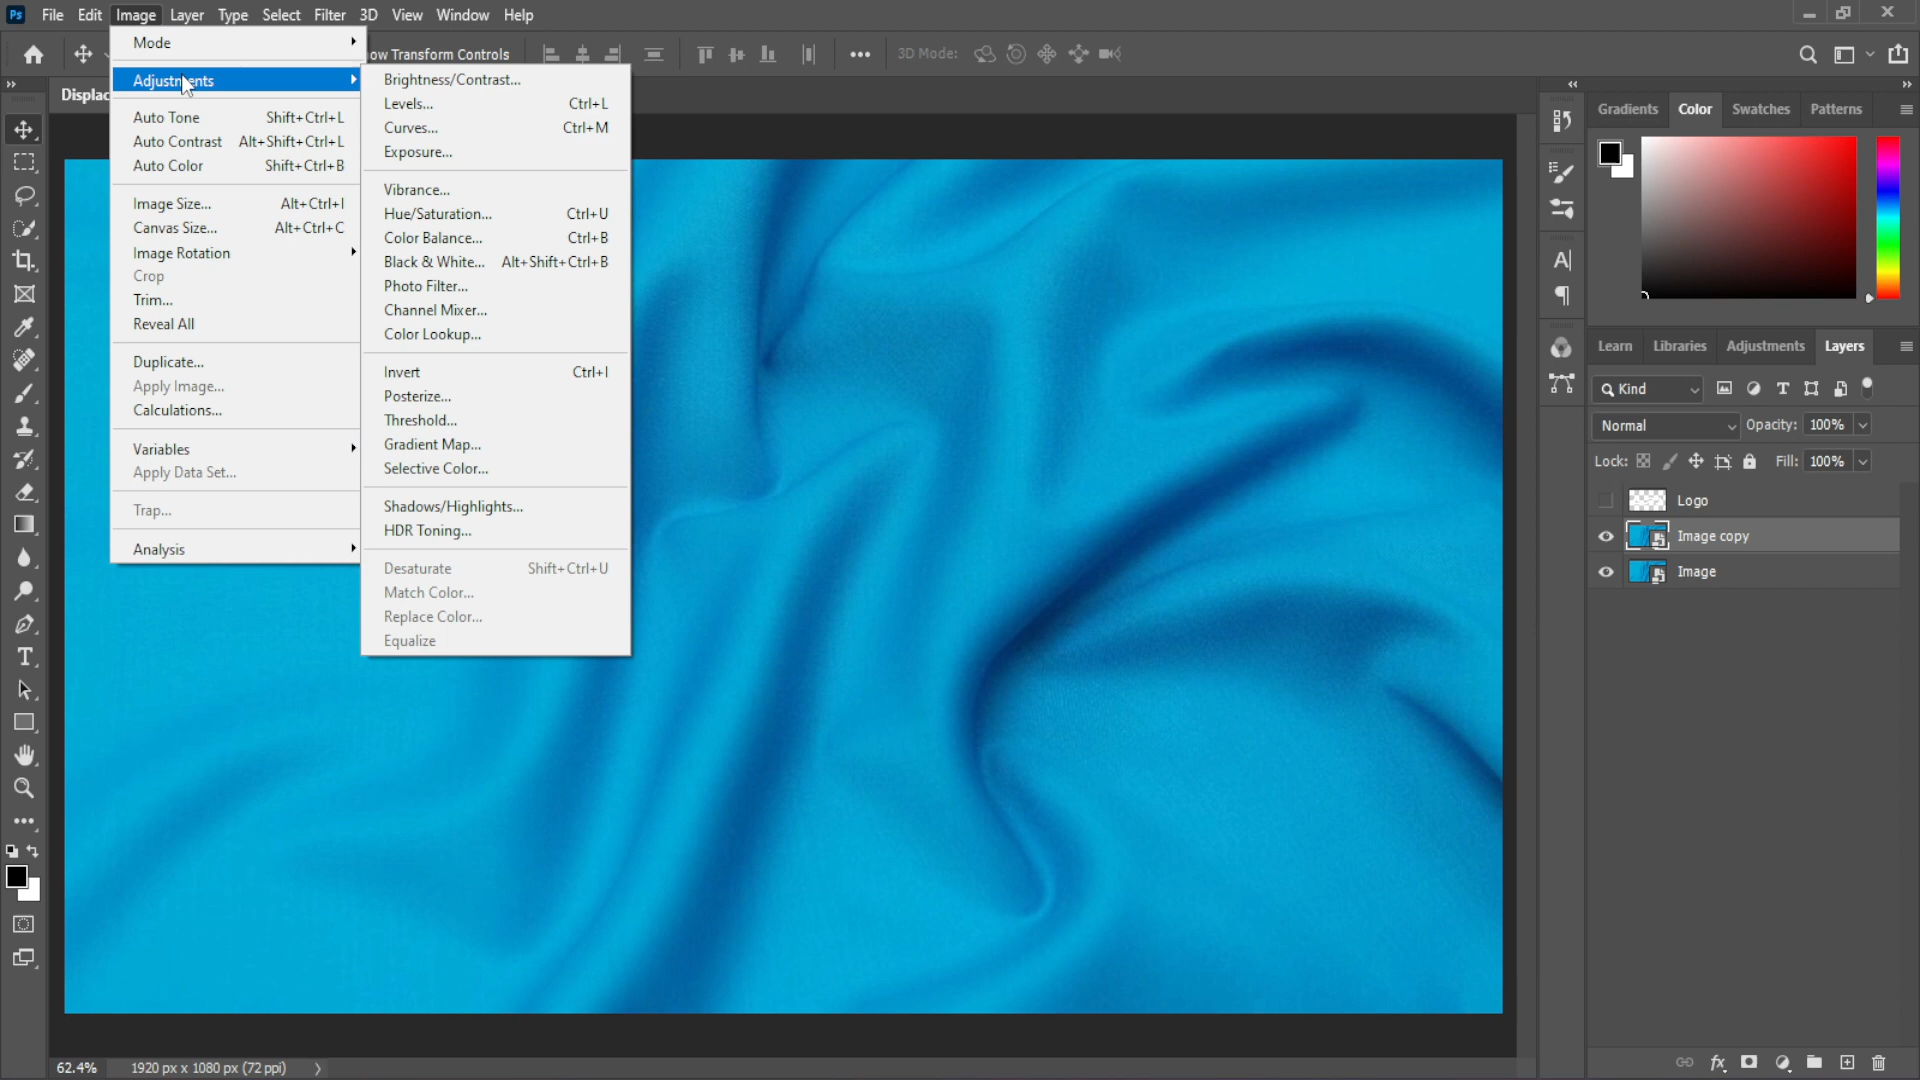 Ps File Edit Image Layer Type Select Filter 3D View Window Help
ow Transform Controls 3D Mode:
Displac
Mode
Adjustments
Auto Tone Shift+Ctrl+L
Auto Contrast Alt+Shift+Ctrl+L
Auto Color Shift+Ctrl+B
Image Size... Alt+Ctrl+I
Canvas Size... Alt+Ctrl+C
Image Rotation
Crop
Trim...
Reveal All
Duplicate...
Apply Image...
Calculations...
Variables
Apply Data Set...
Trap...
Analysis
Brightness/Contrast...
Levels... Ctrl+L
Curves... Ctrl+M
Exposure...
Vibrance...
Hue/Saturation... Ctrl+U
Color Balance... Ctrl+B
Black & White... Alt+Shift+Ctrl+B
Photo Filter...
Channel Mixer...
Color Lookup...
Invert Ctrl+I
Posterize...
Threshold...
Gradient Map...
Selective Color...
Shadows/Highlights...
HDR Toning...
Desaturate Shift+Ctrl+U
Match Color...
Replace Color...
Equalize
Gradients Color Swatches Patterns
Learn Libraries Adjustments Layers
Kind
Normal Opacity: 100%
Lock: Fill: 100%
Logo
Image copy
Image
62.4% 1920 px x 1080 px (72 ppi)